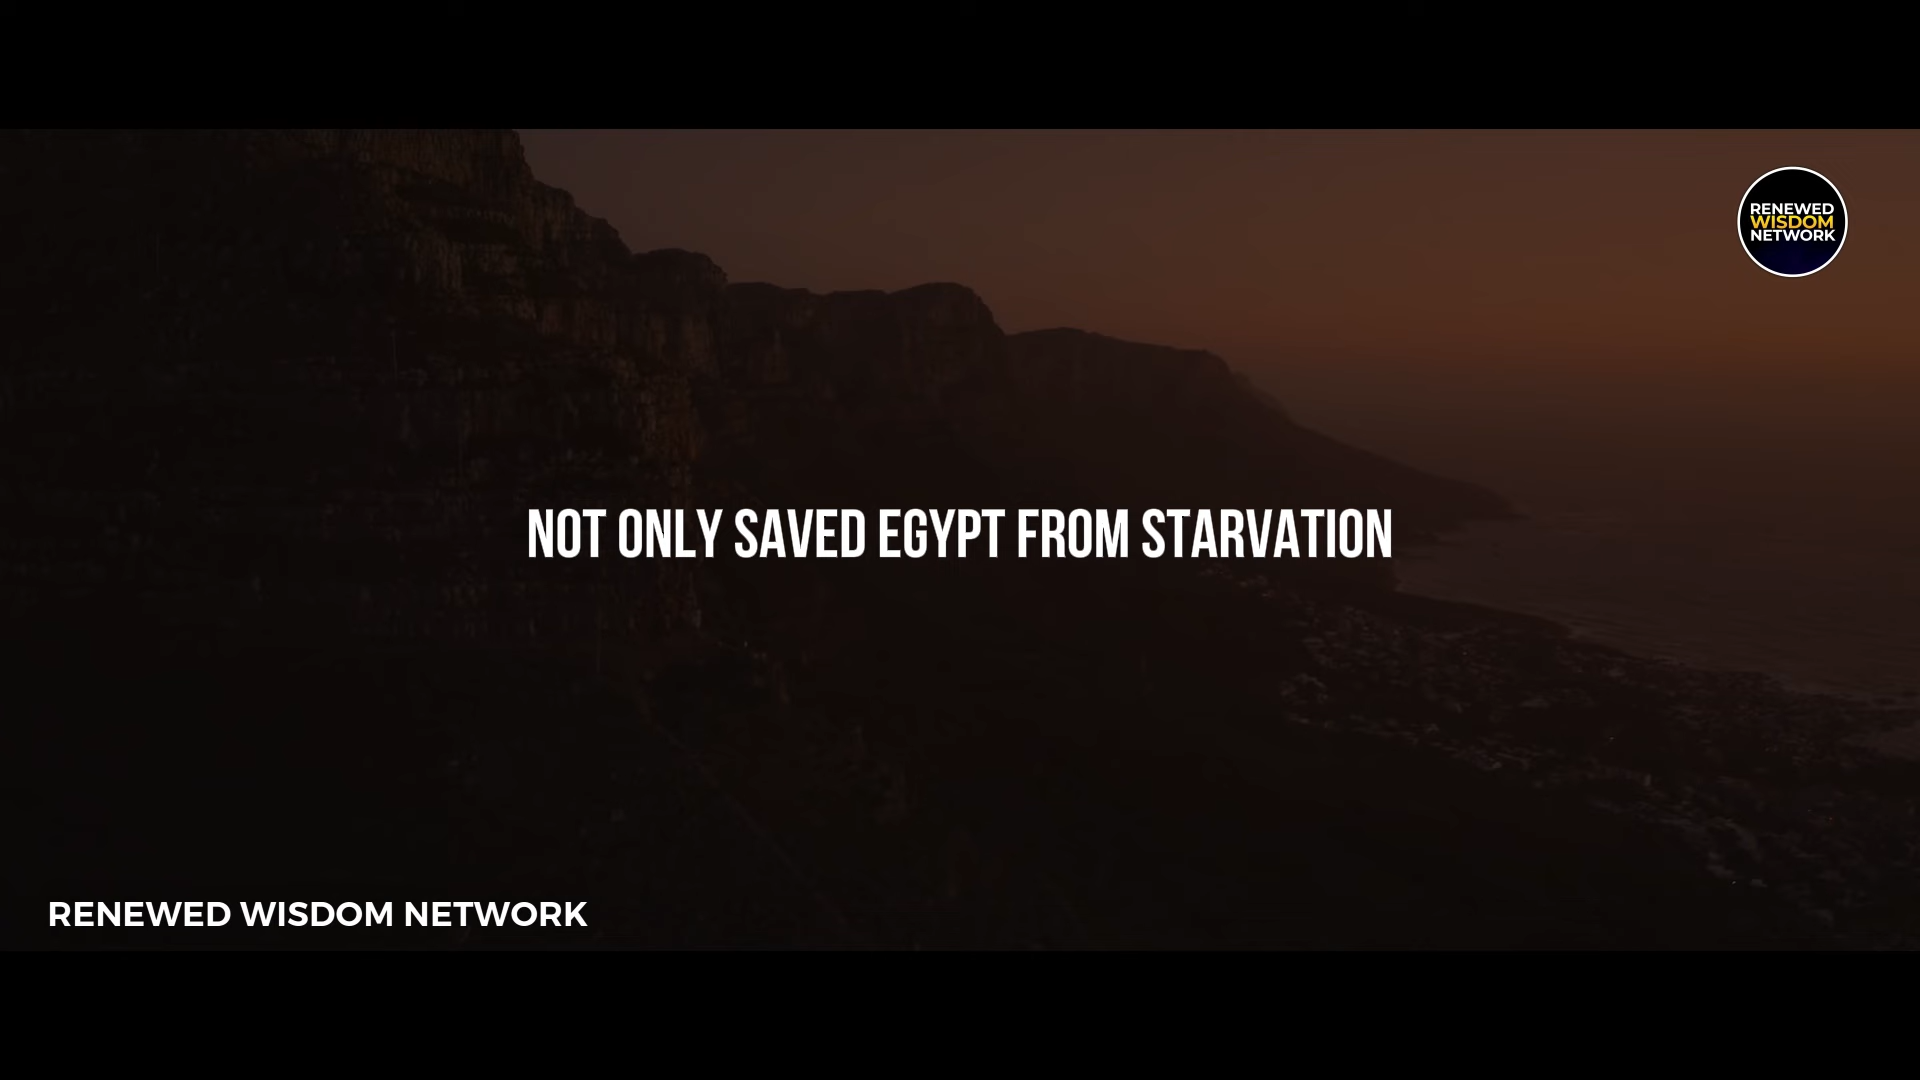 RENEWED
WISDOM
NETWORK
NOT ONLY SAVED EGYPT FROM STARVATION
RENEWED WISDOM NETWORK